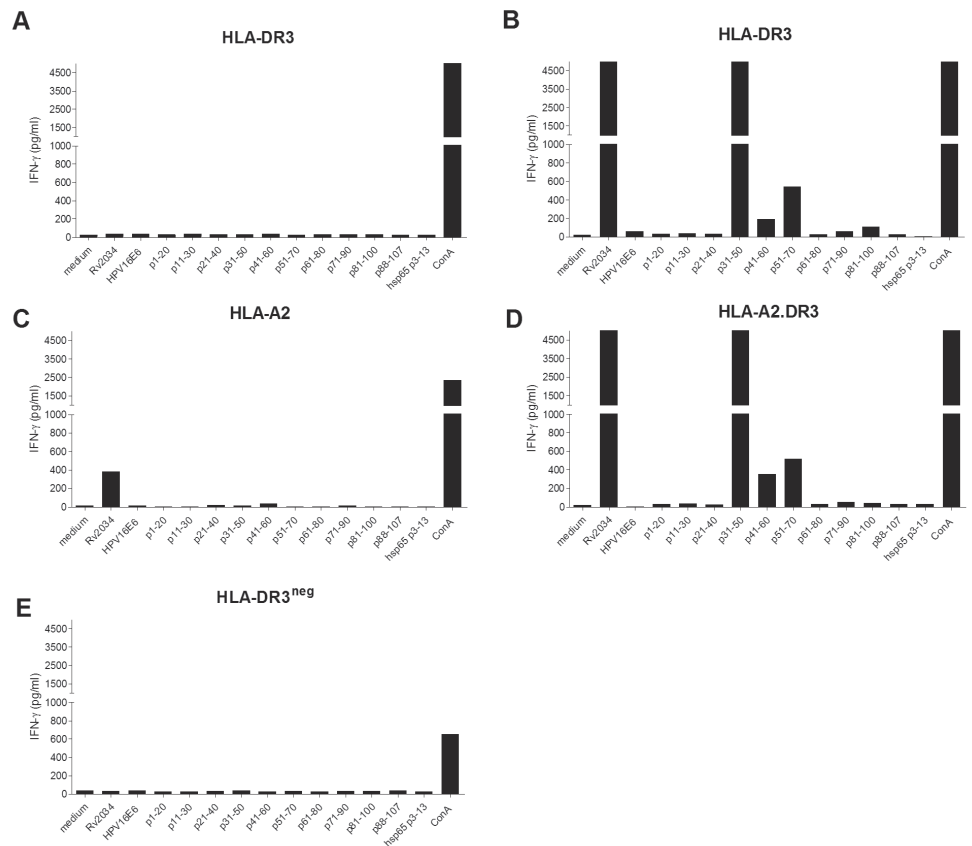 A
HLA-DR3
IFN-γ (pg/ml)
4500
3500
2500
1500
1000
800
600
400
200
0
medium
Rv2034
HPV16E6
p1-20
p11-30
p21-40
p31-50
p41-60
p51-70
p61-80
p71-90
p81-100
p88-107
hsp65 p3-13
ConA
B
HLA-DR3
IFN-γ (pg/ml)
4500
3500
2500
1500
1000
800
600
400
200
0
medium
Rv2034
HPV16E6
p1-20
p11-30
p21-40
p31-50
p41-60
p51-70
p61-80
p71-90
p81-100
p88-107
hsp65 p3-13
ConA
C
HLA-A2
IFN-γ (pg/ml)
4500
3500
2500
1500
1000
800
600
400
200
0
medium
Rv2034
HPV16E6
p1-20
p11-30
p21-40
p31-50
p41-60
p51-70
p61-80
p71-90
p81-100
p88-107
hsp65 p3-13
ConA
D
HLA-A2.DR3
IFN-γ (pg/ml)
4500
3500
2500
1500
1000
800
600
400
200
0
medium
Rv2034
HPV16E6
p1-20
p11-30
p21-40
p31-50
p41-60
p51-70
p61-80
p71-90
p81-100
p88-107
hsp65 p3-13
ConA
E
HLA-DR3neg
IFN-γ (pg/ml)
4500
3500
2500
1500
1000
800
600
400
200
0
medium
Rv2034
HPV16E6
p1-20
p11-30
p21-40
p31-50
p41-60
p51-70
p61-80
p71-90
p81-100
p88-107
hsp65 p3-13
ConA